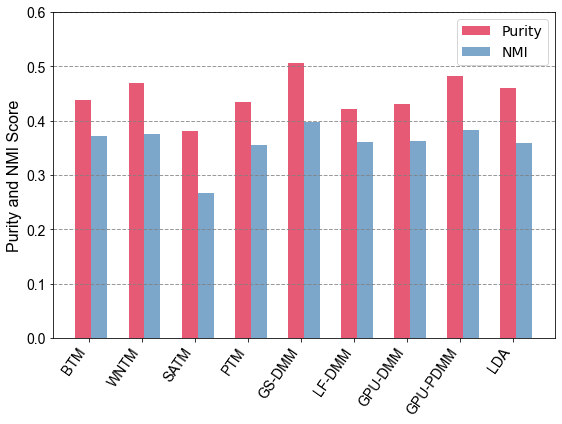 Purity and NMI Score
0.6
0.5
0.4
0.3
0.2
0.1
0.0
Purity
NMI
BTM
WNTM
SATM
PTM
GS-DMM
LF-DMM
GPU-DMM
GPU-PDMM
LDA